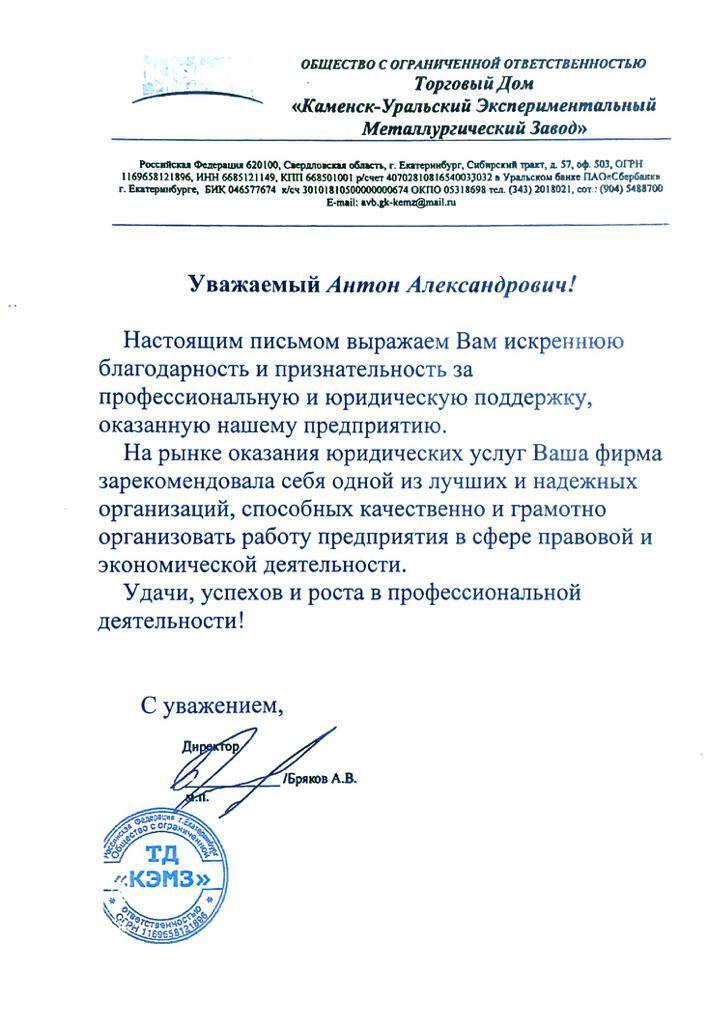 ОБЩЕСТВО С ОГРАНИЧЕННОЙ ОТВЕТСТВЕННОСТЬЮ
Торговый Дом
«Каменск-Уральский Экспериментальный
Металлургический Завод»
Российская Федерация 620100, Свердловская область, г. Екатеринбург, Сибирский тракт, д. 57, оф. 503, ОГРН
1169658121896, ИНН 6685121149, КПП 668501001 р/счет 40702810816540033032 в Уральском банке ПАО«Сбербанк»
г. Екатеринбурге, БИК 046577674 к/сч 30101810500000000674 ОКПО 05318698 тел. (343) 2018021, сот.: (904) 5488700
E-mail: avb.gk-kemz@mail.ru
Уважаемый Антон Александрович!
Настоящим письмом выражаем Вам искреннюю
благодарность и признательность за
профессиональную и юридическую поддержку,
оказанную нашему предприятию.
На рынке оказания юридических услуг Ваша фирма
зарекомендовала себя одной из лучших и надежных
организаций, способных качественно и грамотно
организовать работу предприятия в сфере правовой и
экономической деятельности.
Удачи, успехов и роста в профессиональной
деятельности!
С уважением,
Директор
/Бряков А.В.
м.п.
Российская Федерация г.Екатеринбург
Общество с ограниченной
ТД
«КЭМЗ»
ответственностью
ОГРН 1169658121896